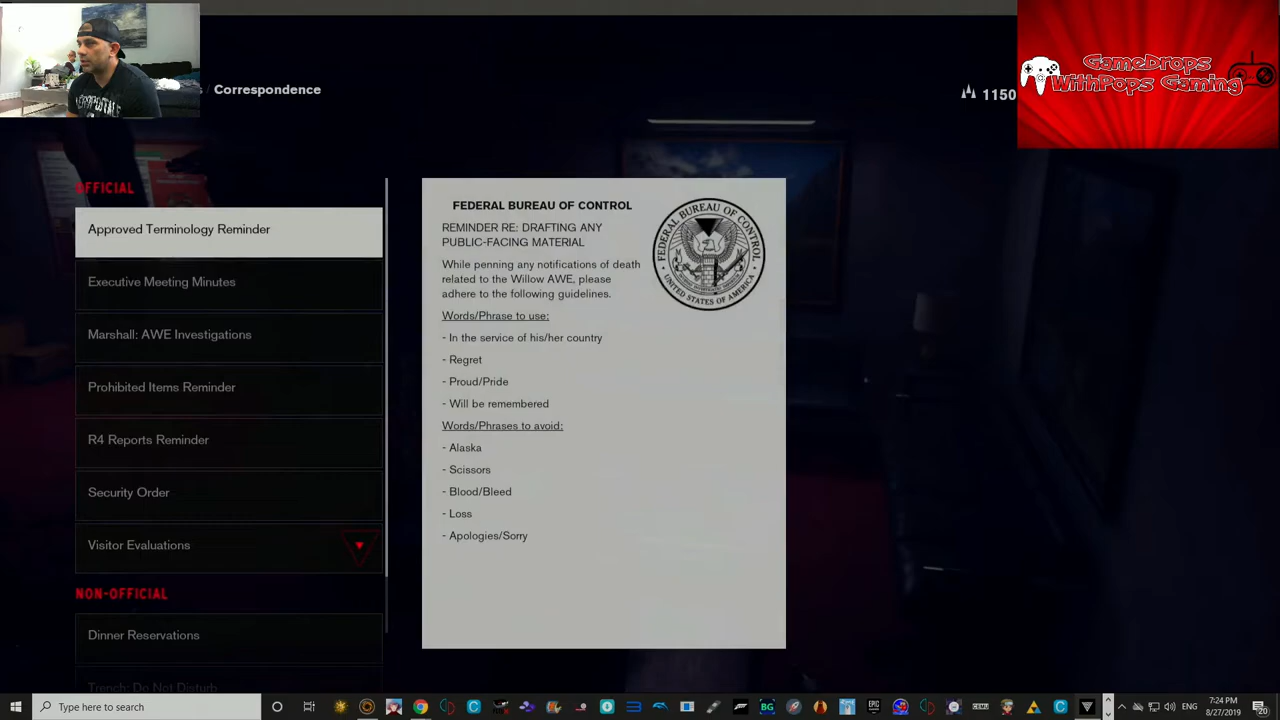 s / Correspondence
1150
GameDrops
WithPops Gaming
OFFICIAL
Approved Terminology Reminder
Executive Meeting Minutes
Marshall: AWE Investigations
Prohibited Items Reminder
R4 Reports Reminder
Security Order
Visitor Evaluations
NON-OFFICIAL
Dinner Reservations
Trench: Do Not Disturb
FEDERAL BUREAU OF CONTROL
REMINDER RE: DRAFTING ANY
PUBLIC-FACING MATERIAL
While penning any notifications of death
related to the Willow AWE, please
adhere to the following guidelines.
Words/Phrase to use:
- In the service of his/her country
- Regret
- Proud/Pride
- Will be remembered
Words/Phrases to avoid:
- Alaska
- Scissors
- Blood/Bleed
- Loss
- Apologies/Sorry
FEDERAL BUREAU OF CONTROL
UNITED STATES OF AMERICA
Type here to search
7:24 PM
8/27/2019
20